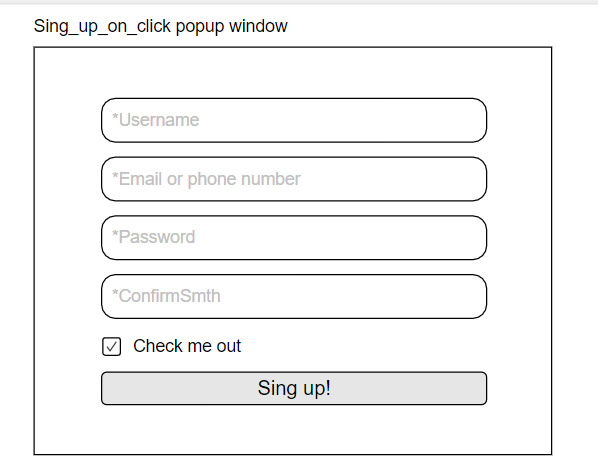 Sing_up_on_click popup window
*Username
*Email or phone number
*Password
*ConfirmSmth
Check me out
Sing up!